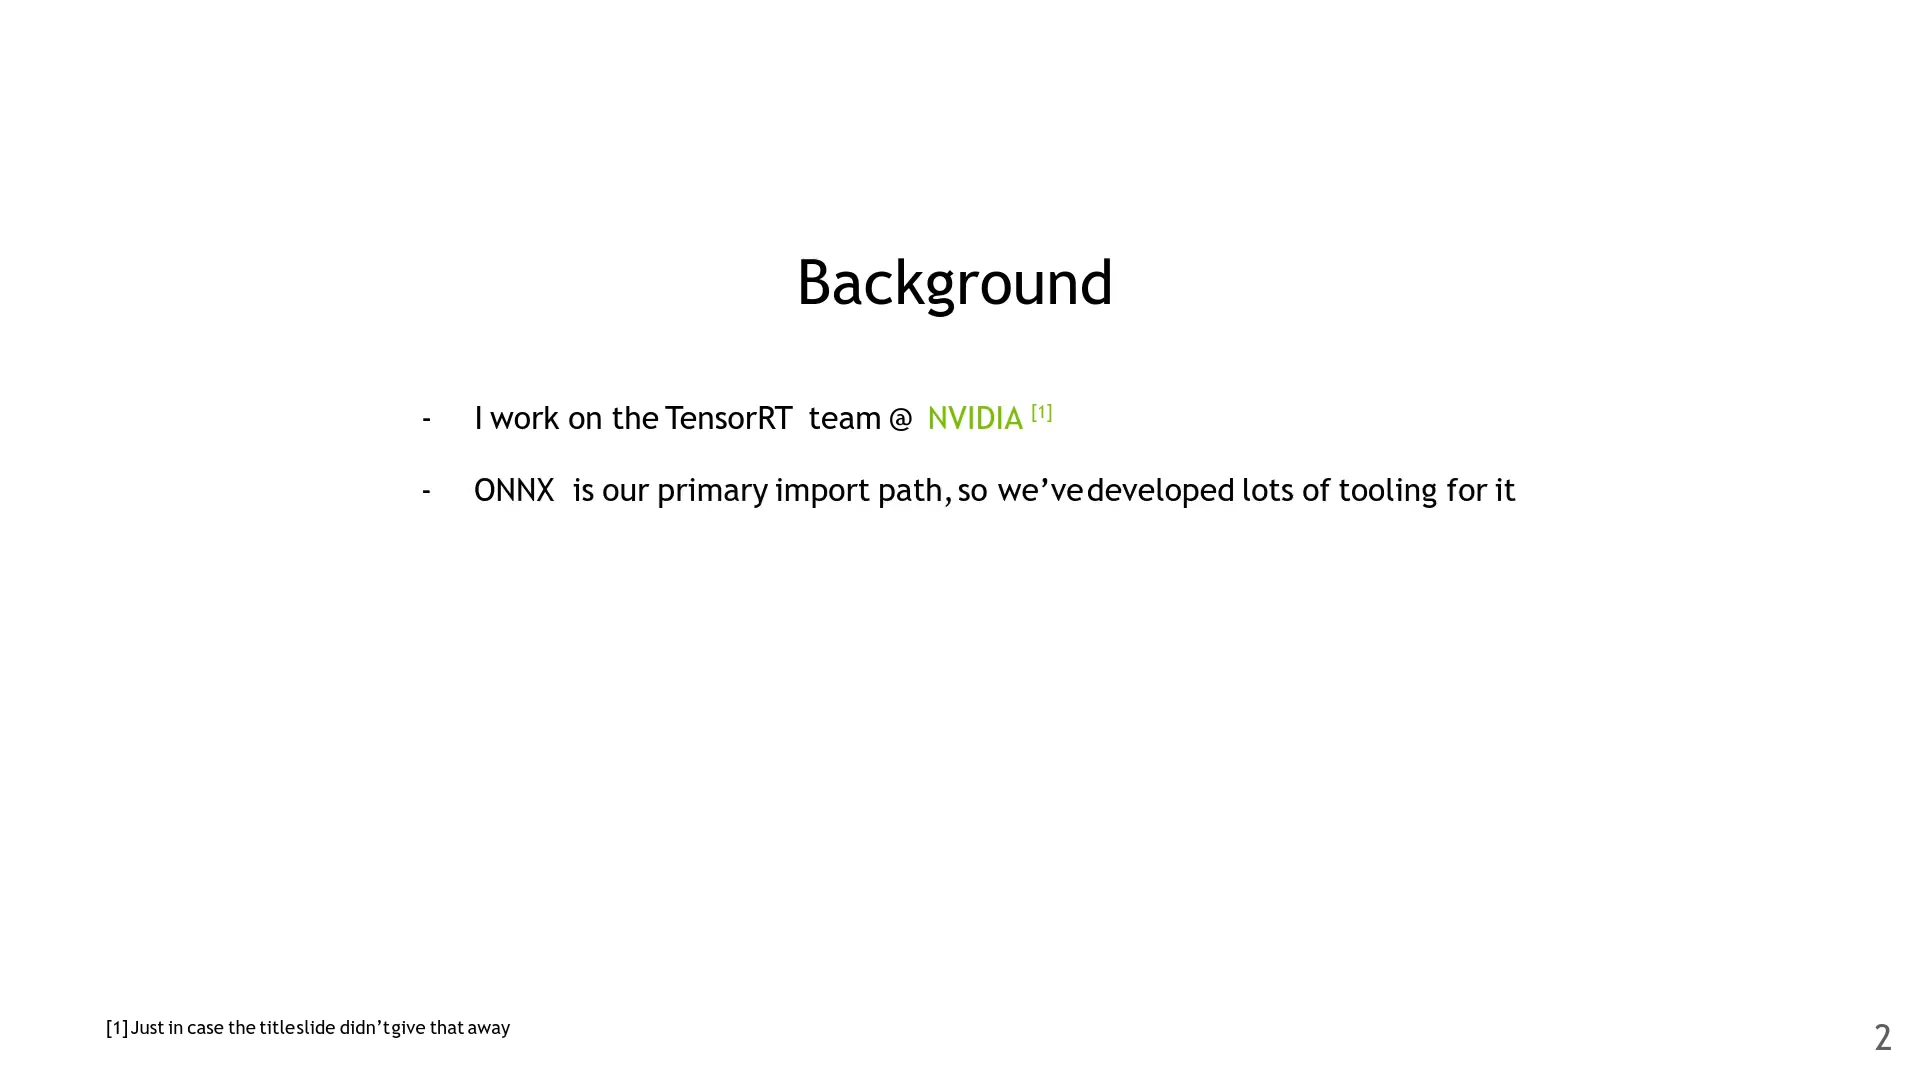 Background
- I work on the TensorRT team @ NVIDIA [1]
- ONNX is our primary import path, so we’ve developed lots of tooling for it
[1] Just in case the title slide didn’t give that away
2